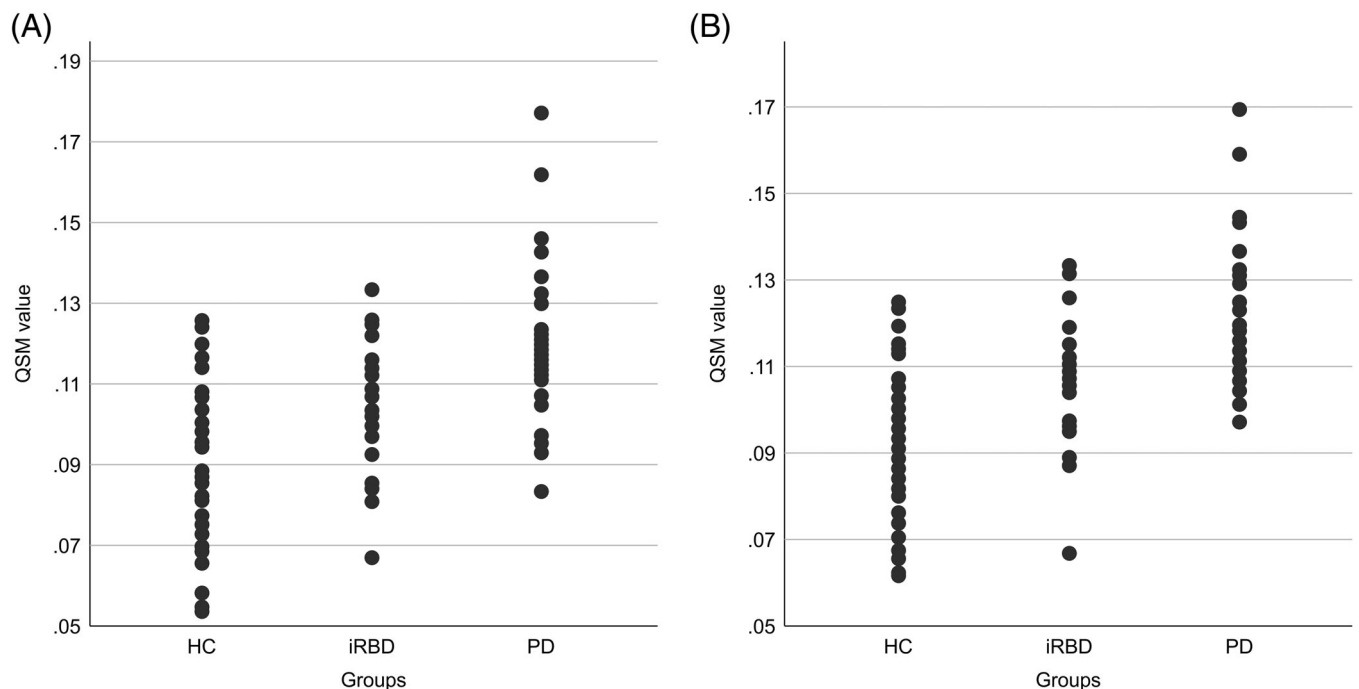 (A)
.19
.17
.15
.13
.11
.09
.07
.05
QSM value
HC iRBD PD
Groups
(B)
.17
.15
.13
.11
.09
.07
.05
QSM value
HC iRBD PD
Groups